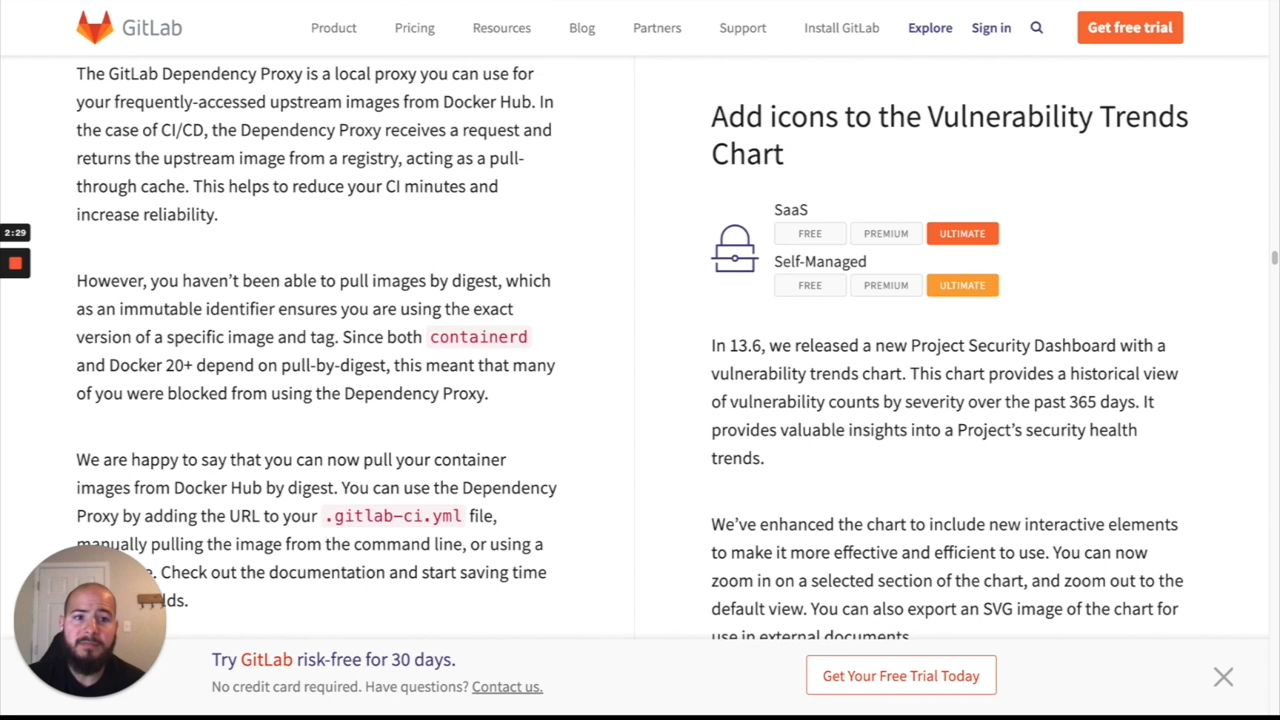 GitLab
Product
Pricing
Resources
Blog
Partners
Support
Install GitLab
Explore
Sign in
Get free trial
The GitLab Dependency Proxy is a local proxy you can use for
your frequently-accessed upstream images from Docker Hub. In
the case of CI/CD, the Dependency Proxy receives a request and
returns the upstream image from a registry, acting as a pull-
through cache. This helps to reduce your CI minutes and
increase reliability.
2:29
However, you haven’t been able to pull images by digest, which
as an immutable identifier ensures you are using the exact
version of a specific image and tag. Since both containerd
and Docker 20+ depend on pull-by-digest, this meant that many
of you were blocked from using the Dependency Proxy.
We are happy to say that you can now pull your container
images from Docker Hub by digest. You can use the Dependency
Proxy by adding the URL to your .gitlab-ci.yml file,
manually pulling the image from the command line, or using a
. Check out the documentation and start saving time
Add icons to the Vulnerability Trends
Chart
SaaS
FREE
PREMIUM
ULTIMATE
Self-Managed
FREE
PREMIUM
ULTIMATE
In 13.6, we released a new Project Security Dashboard with a
vulnerability trends chart. This chart provides a historical view
of vulnerability counts by severity over the past 365 days. It
provides valuable insights into a Project’s security health
trends.
We’ve enhanced the chart to include new interactive elements
to make it more effective and efficient to use. You can now
zoom in on a selected section of the chart, and zoom out to the
default view. You can also export an SVG image of the chart for
use in external documents.
Try GitLab risk-free for 30 days.
No credit card required. Have questions? Contact us.
Get Your Free Trial Today